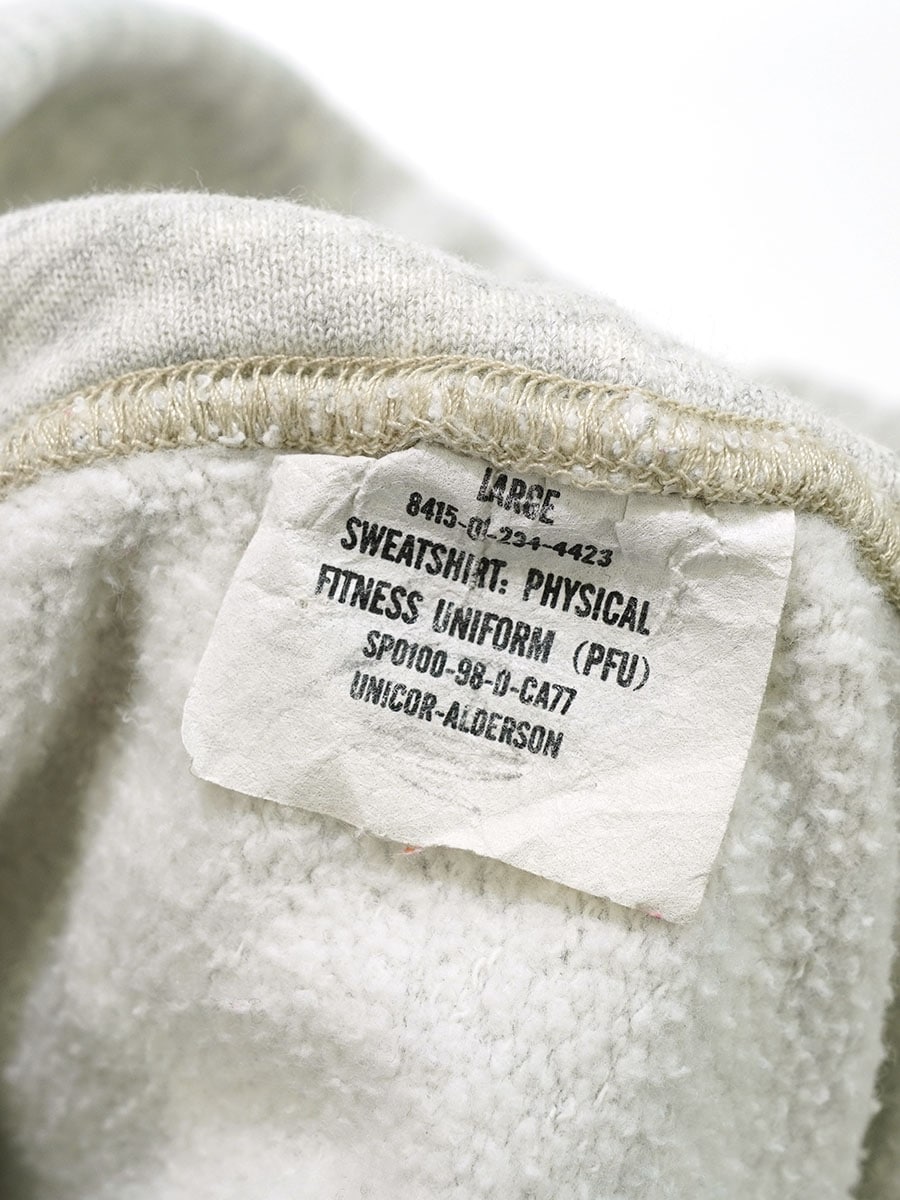 LARGE
8415-01-234-4423
SWEATSHIRT: PHYSICAL
FITNESS UNIFORM (PFU)
SP0100-98-D-CA77
UNICOR-ALDERSON